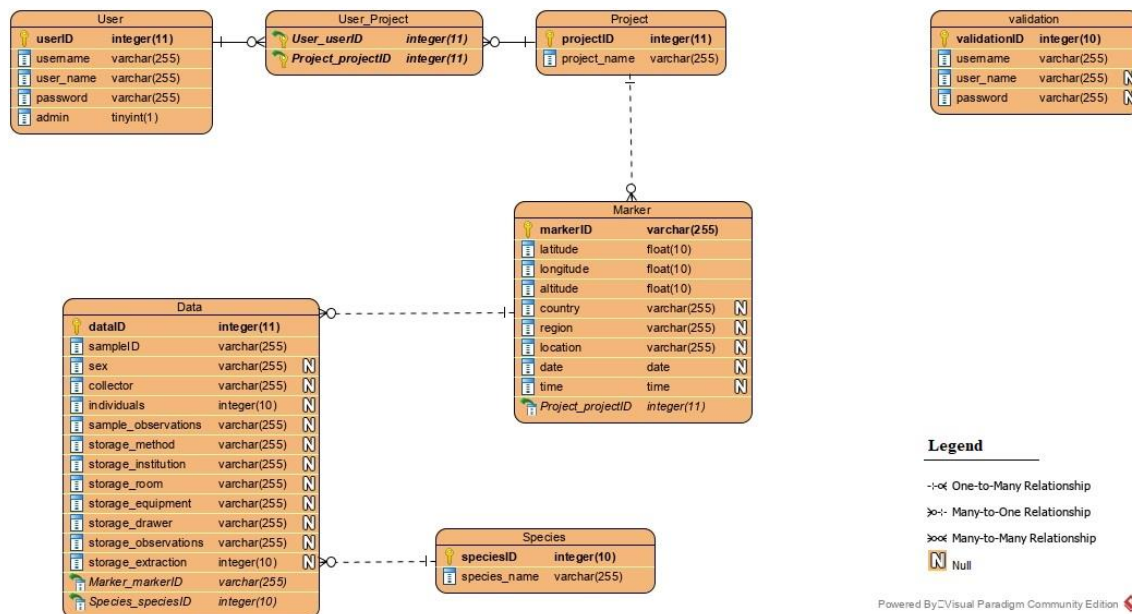 User
userID integer(11)
username varchar(255)
user_name varchar(255)
password varchar(255)
admin tinyint(1)
User_Project
User_userID integer(11)
Project_projectID integer(11)
Project
projectID integer(11)
project_name varchar(255)
validation
validationID integer(10)
username varchar(255)
user_name varchar(255) N
password varchar(255) N
Marker
markerID varchar(255)
latitude float(10)
longitude float(10)
altitude float(10)
country varchar(255) N
region varchar(255) N
location varchar(255) N
date date N
time time N
Project_projectID integer(11)
Data
dataID integer(11)
sampleID varchar(255)
sex varchar(255) N
collector varchar(255) N
individuals integer(10) N
sample_observations varchar(255) N
storage_method varchar(255) N
storage_institution varchar(255) N
storage_room varchar(255) N
storage_equipment varchar(255) N
storage_drawer varchar(255) N
storage_observations varchar(255) N
storage_extraction integer(10) N
Marker_markerID varchar(255)
Species_speciesID integer(10)
Species
speciesID integer(10)
species_name varchar(255)
Legend
One-to-Many Relationship
Many-to-One Relationship
Many-to-Many Relationship
N Null
Powered By Visual Paradigm Community Edition